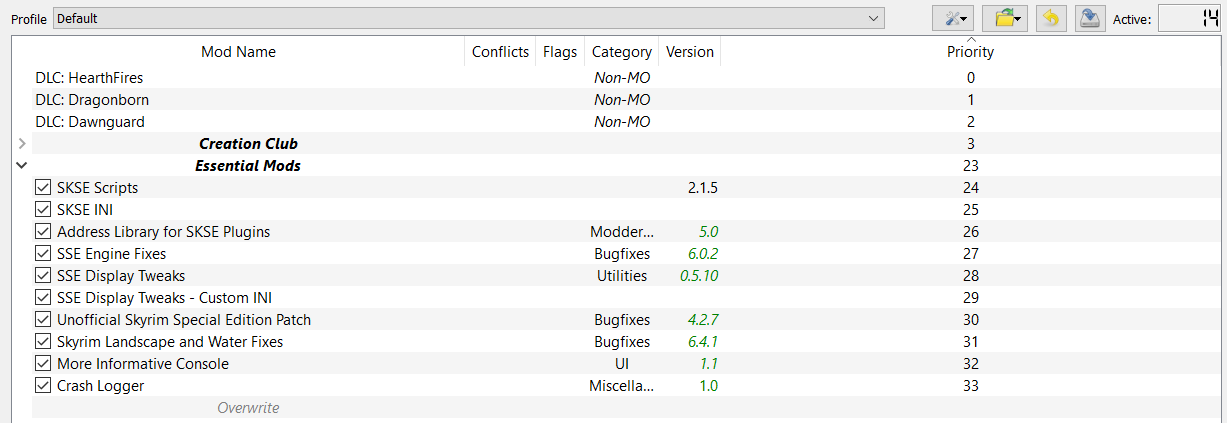 Profile Default Active: 14
Mod Name Conflicts Flags Category Version Priority
DLC: HearthFires Non-MO 0
DLC: Dragonborn Non-MO 1
DLC: Dawnguard Non-MO 2
Creation Club 3
Essential Mods 23
SKSE Scripts 2.1.5 24
SKSE INI 25
Address Library for SKSE Plugins Modder... 5.0 26
SSE Engine Fixes Bugfixes 6.0.2 27
SSE Display Tweaks Utilities 0.5.10 28
SSE Display Tweaks - Custom INI 29
Unofficial Skyrim Special Edition Patch Bugfixes 4.2.7 30
Skyrim Landscape and Water Fixes Bugfixes 6.4.1 31
More Informative Console UI 1.1 32
Crash Logger Miscella... 1.0 33
Overwrite